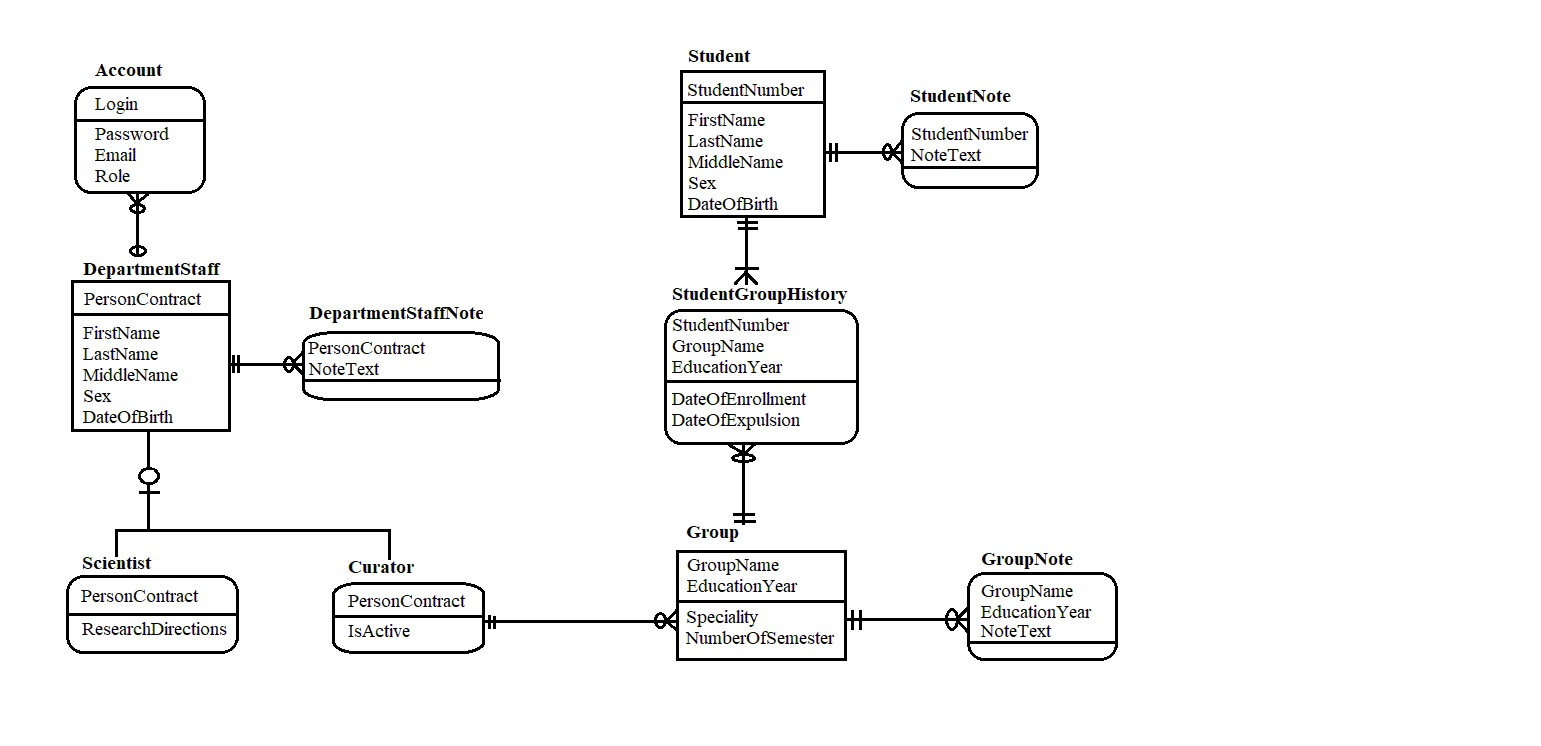 Account
Login
Password
Email
Role
DepartmentStaff
PersonContract
FirstName
LastName
MiddleName
Sex
DateOfBirth
DepartmentStaffNote
PersonContract
NoteText
Scientist
PersonContract
ResearchDirections
Curator
PersonContract
IsActive
Student
StudentNumber
FirstName
LastName
MiddleName
Sex
DateOfBirth
StudentNote
StudentNumber
NoteText
StudentGroupHistory
StudentNumber
GroupName
EducationYear
DateOfEnrollment
DateOfExpulsion
Group
GroupName
EducationYear
Speciality
NumberOfSemester
GroupNote
GroupName
EducationYear
NoteText